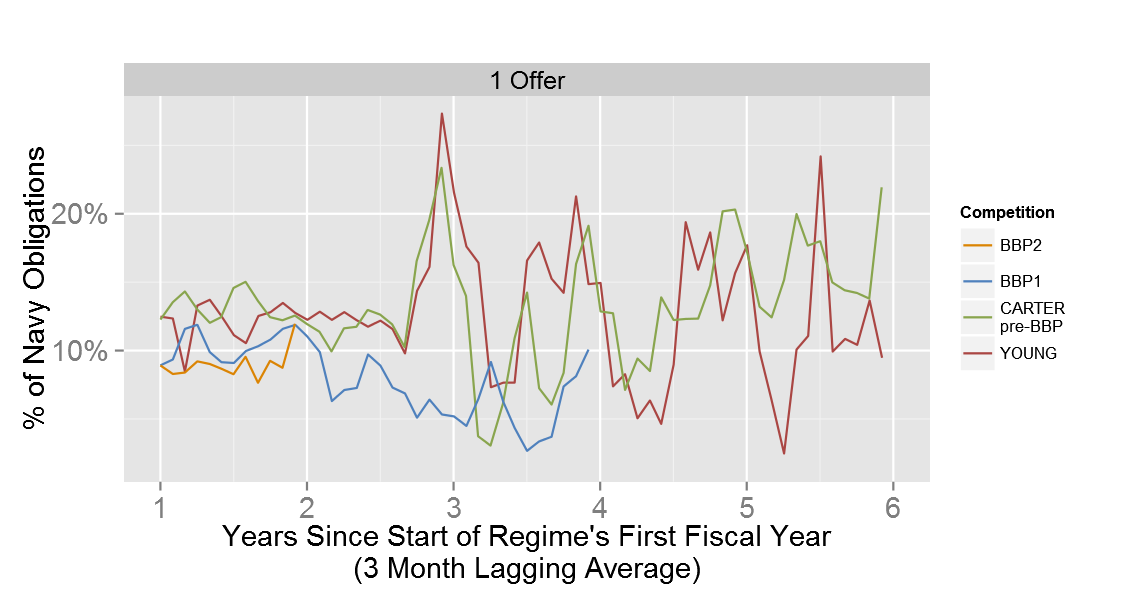 1 Offer
% of Navy Obligations
20%
10%
1 2 3 4 5 6
Years Since Start of Regime's First Fiscal Year
(3 Month Lagging Average)
Competition
BBP2
BBP1
CARTER
pre-BBP
YOUNG